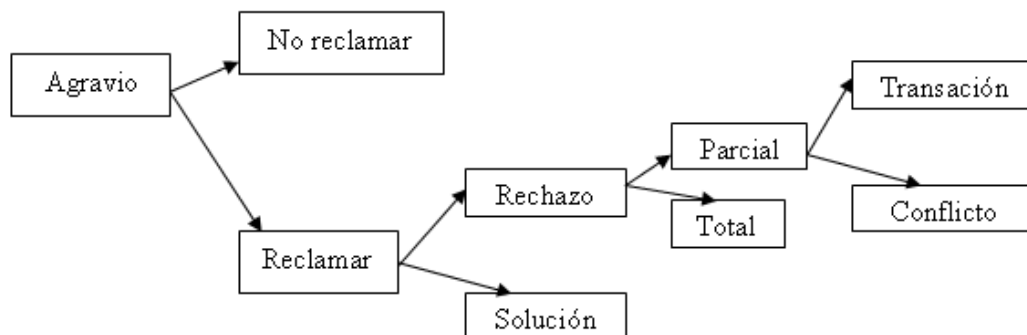 No reclamar
Agravio
Transación
Parcial
Rechazo
Total
Conflicto
Reclamar
Solución